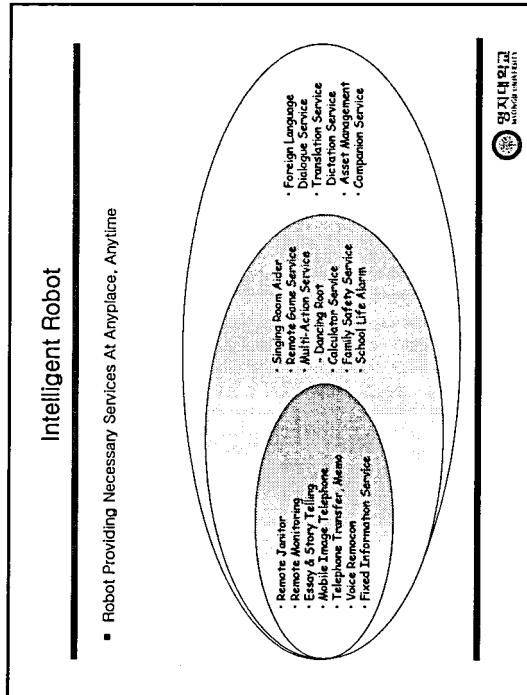 Intelligent Robot
▪ Robot Providing Necessary Services At Anyplace, Anytime
• Remote Janitor
• Remote Monitoring
• Essay & Story Telling
• Mobile Image Telephone
• Telephone Transfer, Memo
• Voice Remocon
• Fixed Information Service
• Singing Room Aider
• Remote Game Service
• Multi-Action Service
• Dancing Root
• Calculator Service
• Family Safety Service
• School Life Alarm
• Foreign Language
Dialogue Service
• Translation Service
Dictation Service
• Asset Management
• Companion Service
명지대학교
MYONGJI UNIVERSITY